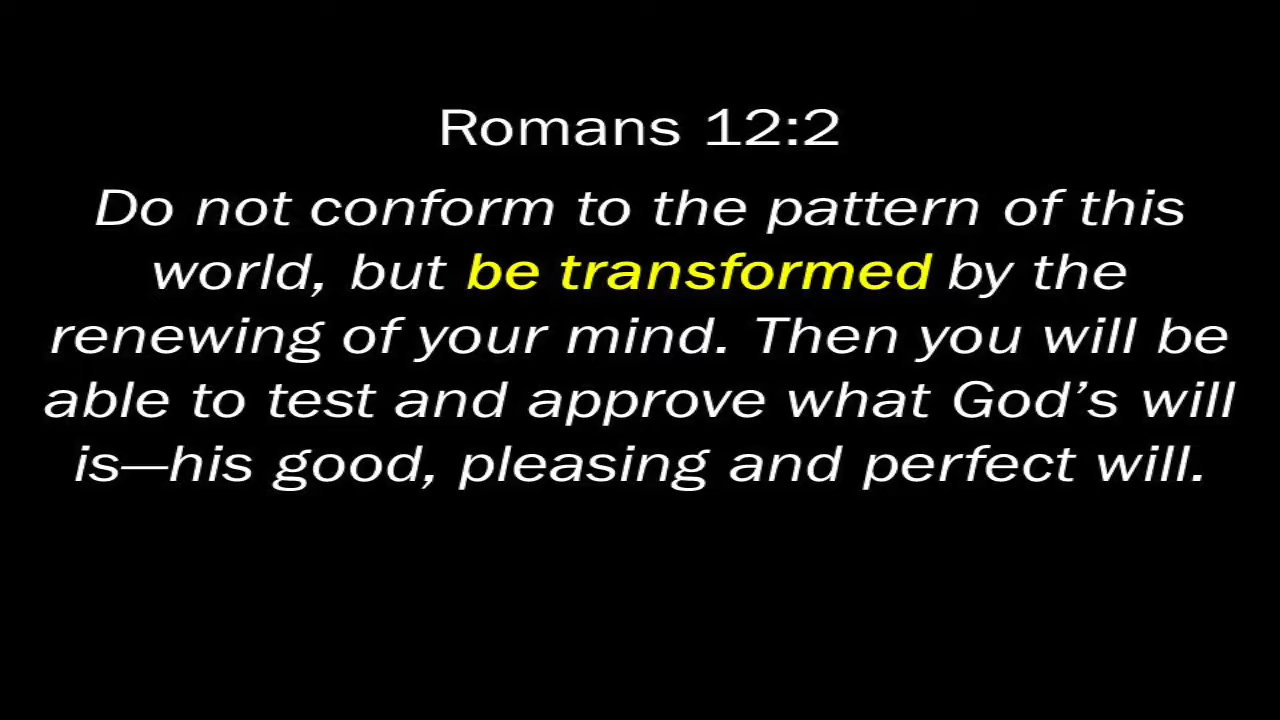 Romans 12:2
Do not conform to the pattern of this
world, but be transformed by the
renewing of your mind. Then you will be
able to test and approve what God’s will
is—his good, pleasing and perfect will.